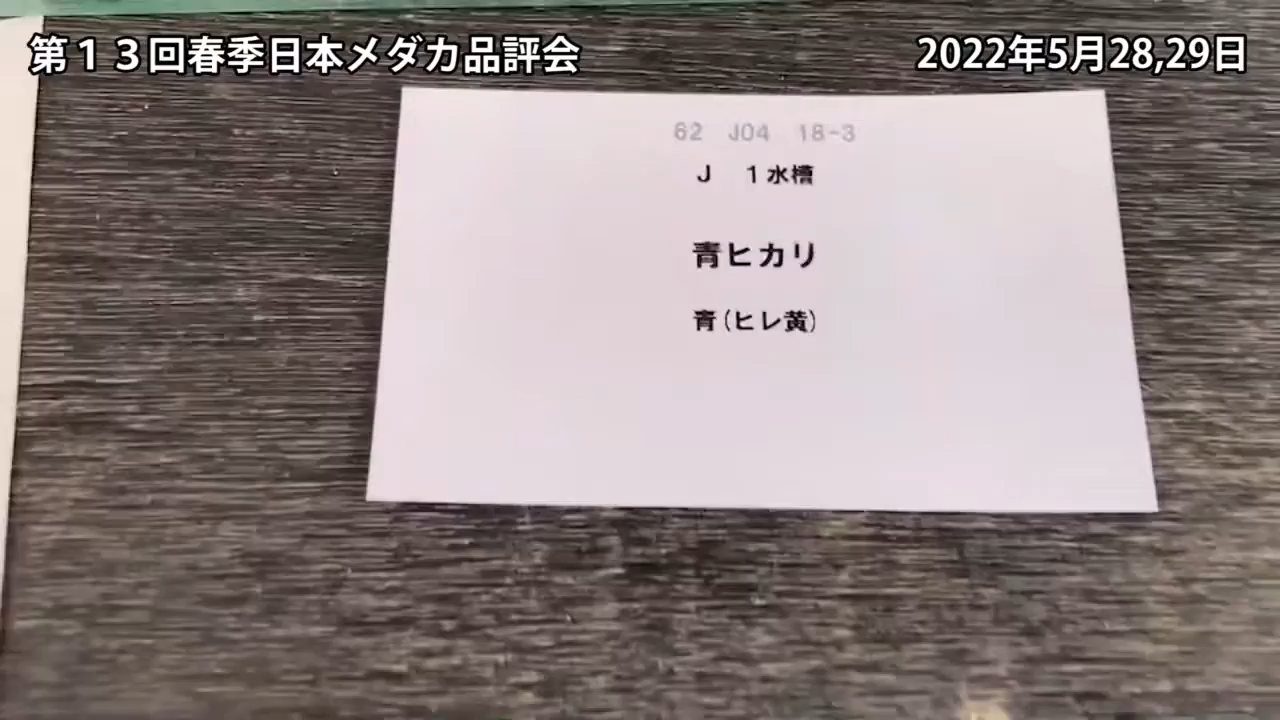 第１３回春季日本メダカ品評会
2022年5月28,29日
62 J04 18-3
J 1水槽
青ヒカリ
青(ヒレ黄)